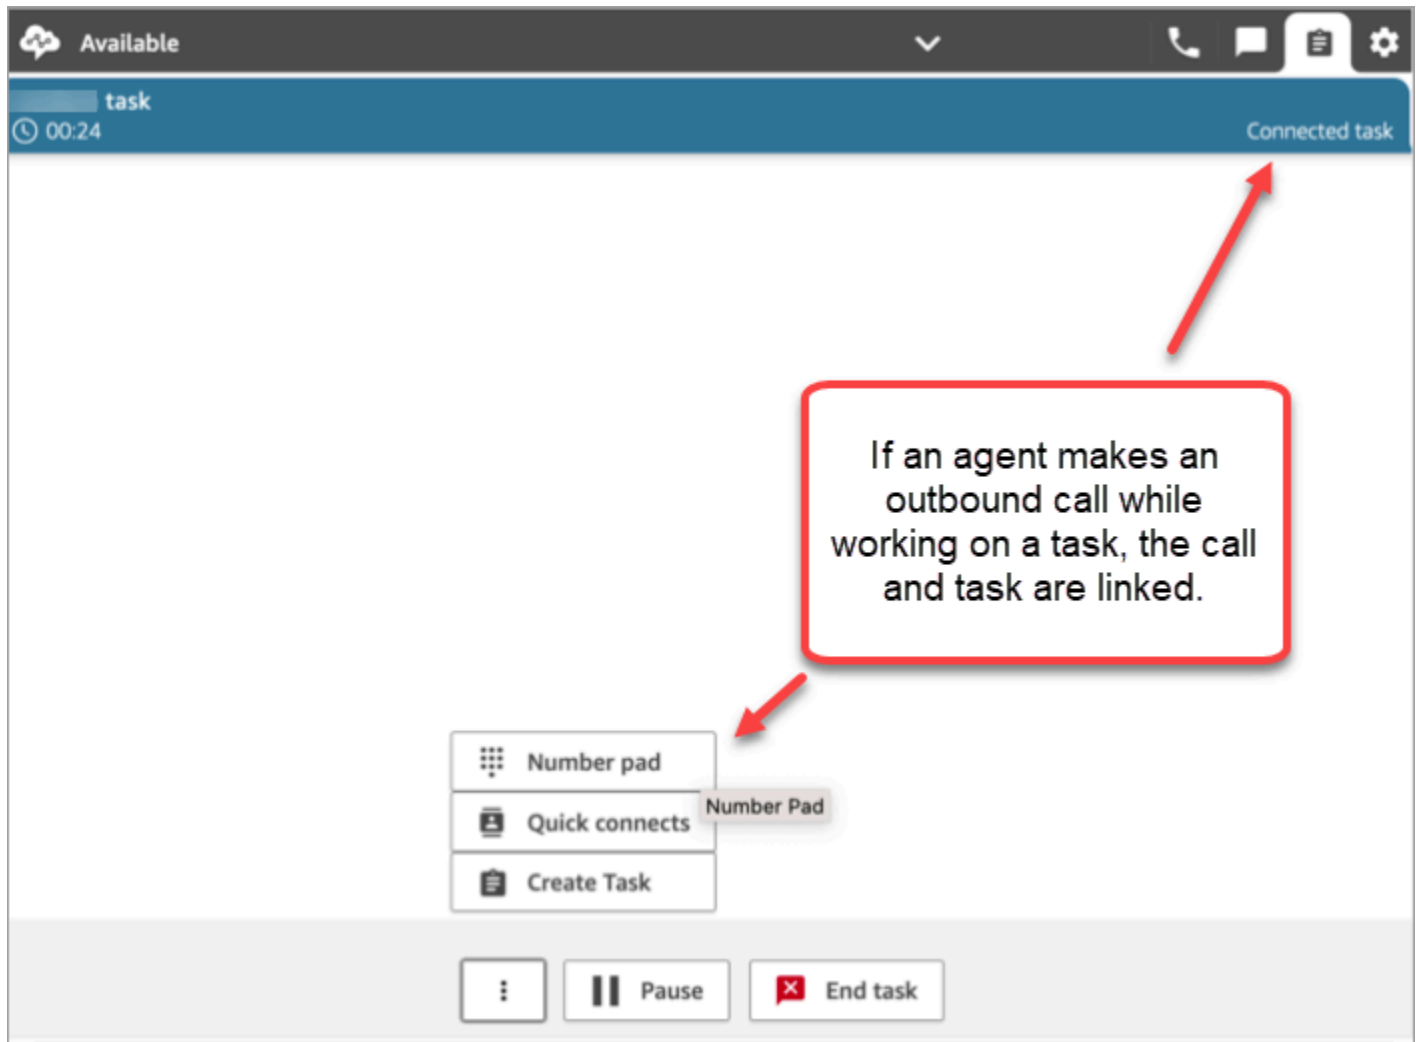 Available
task
00:24
Connected task
If an agent makes an
outbound call while
working on a task, the call
and task are linked.
Number pad
Number Pad
Quick connects
Create Task
Pause
End task